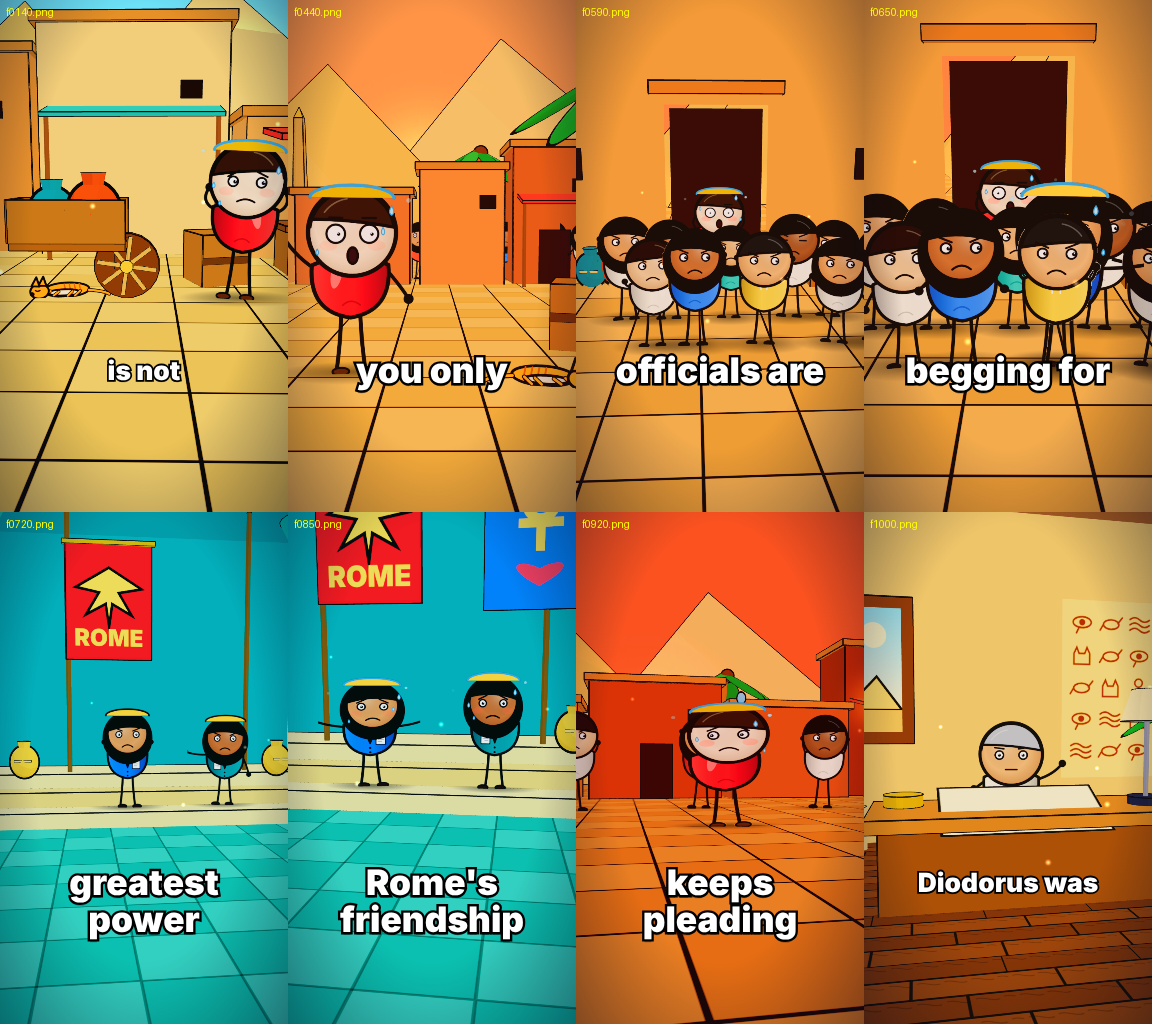 f0140.png
f0440.png
f0590.png
f0650.png
is not
you only
officials are
begging for
f0720.png
f0850.png
f0920.png
f1000.png
ROME
ROME
greatest
power
Rome's
friendship
keeps
pleading
Diodorus was